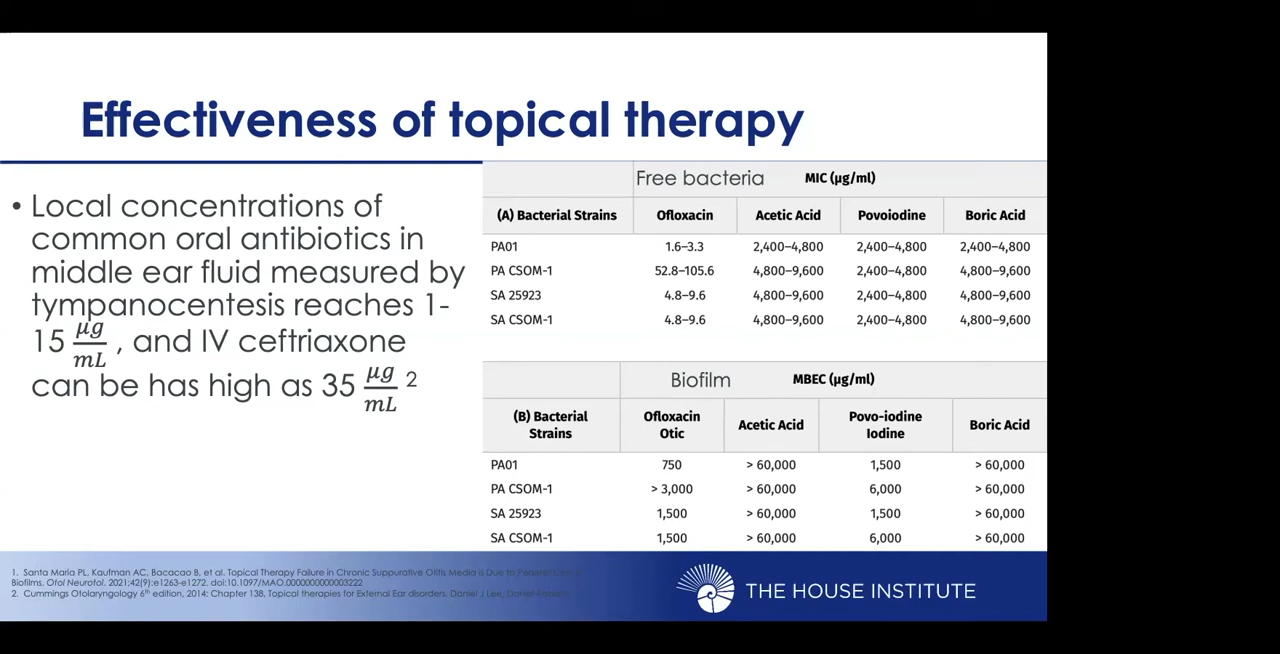 Effectiveness of topical therapy
• Local concentrations of
common oral antibiotics in
middle ear fluid measured by
tympanocentesis reaches 1-
15 μg/mL , and IV ceftriaxone
can be has high as 35 μg/mL ²
Free bacteria MIC (μg/ml)
(A) Bacterial Strains Ofloxacin Acetic Acid Povoiodine Boric Acid
PA01 1.6–3.3 2,400–4,800 2,400–4,800 2,400–4,800
PA CSOM-1 52.8–105.6 4,800–9,600 2,400–4,800 4,800–9,600
SA 25923 4.8–9.6 4,800–9,600 2,400–4,800 4,800–9,600
SA CSOM-1 4.8–9.6 4,800–9,600 2,400–4,800 4,800–9,600
Biofilm MBEC (μg/ml)
(B) Bacterial Strains Ofloxacin Otic Acetic Acid Povo-iodine Iodine Boric Acid
PA01 750 > 60,000 1,500 > 60,000
PA CSOM-1 > 3,000 > 60,000 6,000 > 60,000
SA 25923 1,500 > 60,000 1,500 > 60,000
SA CSOM-1 1,500 > 60,000 6,000 > 60,000
1. Santa Maria PL, Kaufman AC, Bacacao B, et al. Topical Therapy Failure in Chronic Suppurative Otitis Media is Due to
Biofilms. Otol Neurotol. 2021;42(9):e1263-e1272. doi:10.1097/MAO.0000000000003222
2. Cummings Otolaryngology 6th edition, 2014: Chapter 138, Topical therapies for External Ear disorders. Daniel J Lee, Daniel
THE HOUSE INSTITUTE